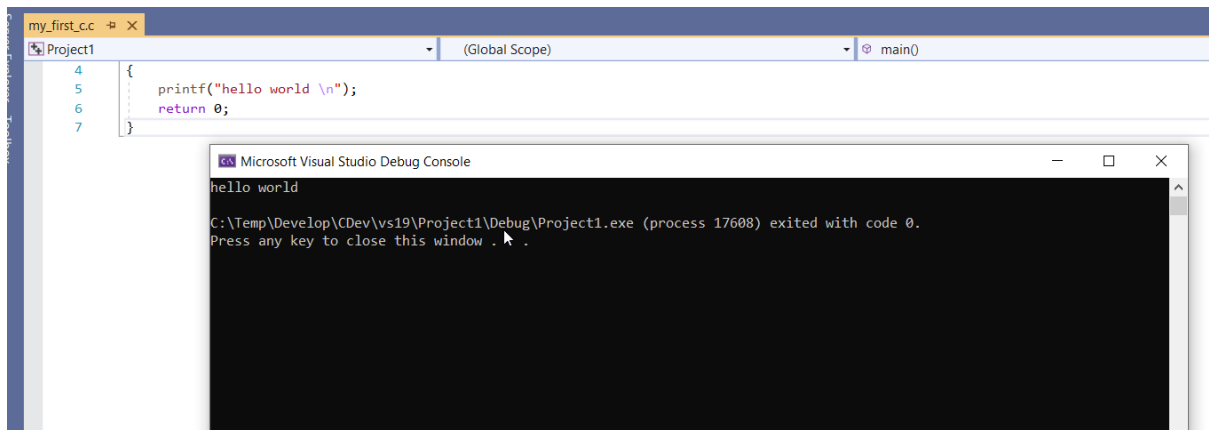 my_first_c.c
Project1 (Global Scope) main()
4 {
5 printf("hello world \n");
6 return 0;
7 }
Microsoft Visual Studio Debug Console
hello world
C:\Temp\Develop\CDev\vs19\Project1\Debug\Project1.exe (process 17608) exited with code 0.
Press any key to close this window . . .
Toolbox